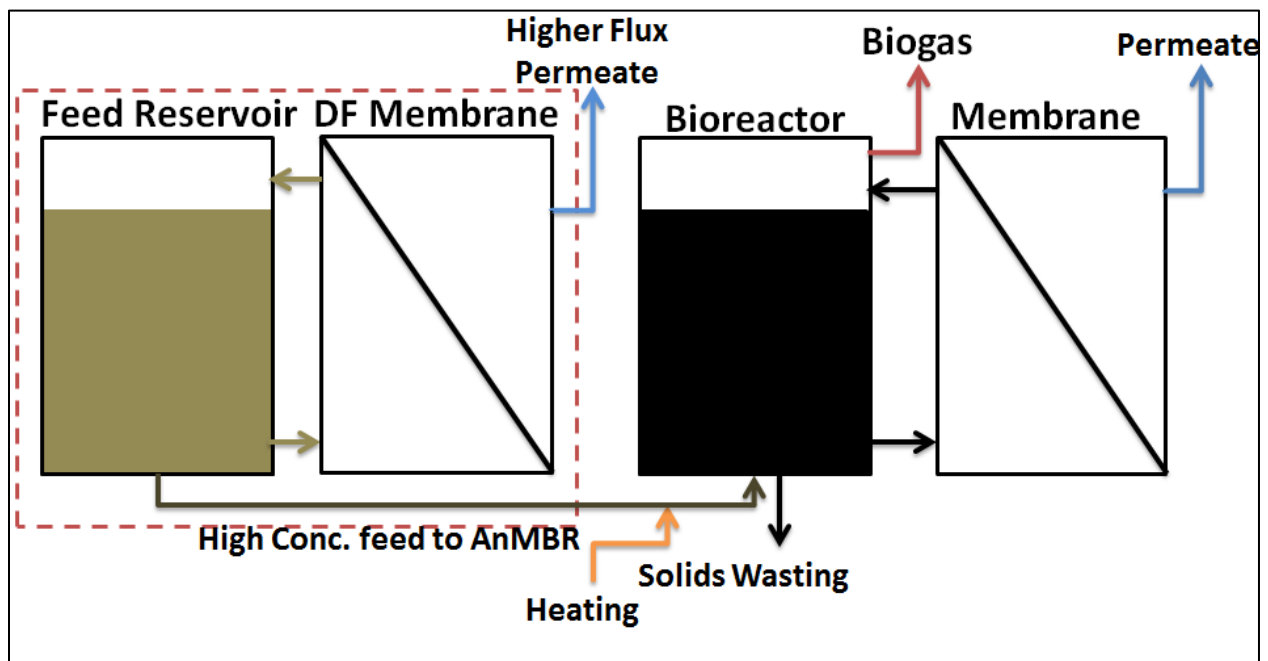 Higher Flux
Permeate
Biogas
Permeate
Feed Reservoir
DF Membrane
Bioreactor
Membrane
High Conc. feed to AnMBR
Solids Wasting
Heating